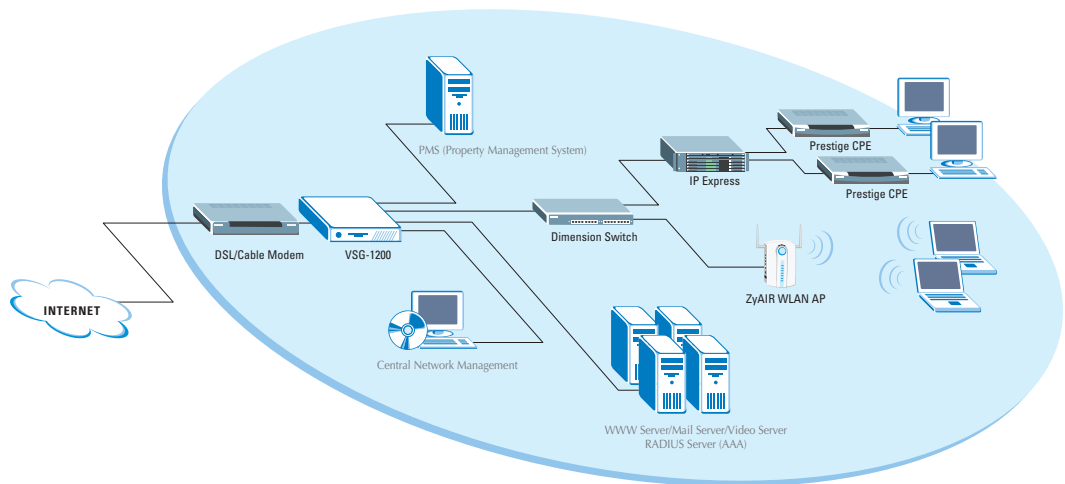 PMS (Property Management System)
Prestige CPE
IP Express
Prestige CPE
Dimension Switch
DSL/Cable Modem
VSG-1200
INTERNET
ZyAIR WLAN AP
Central Network Management
WWW Server/Mail Server/Video Server
RADIUS Server (AAA)